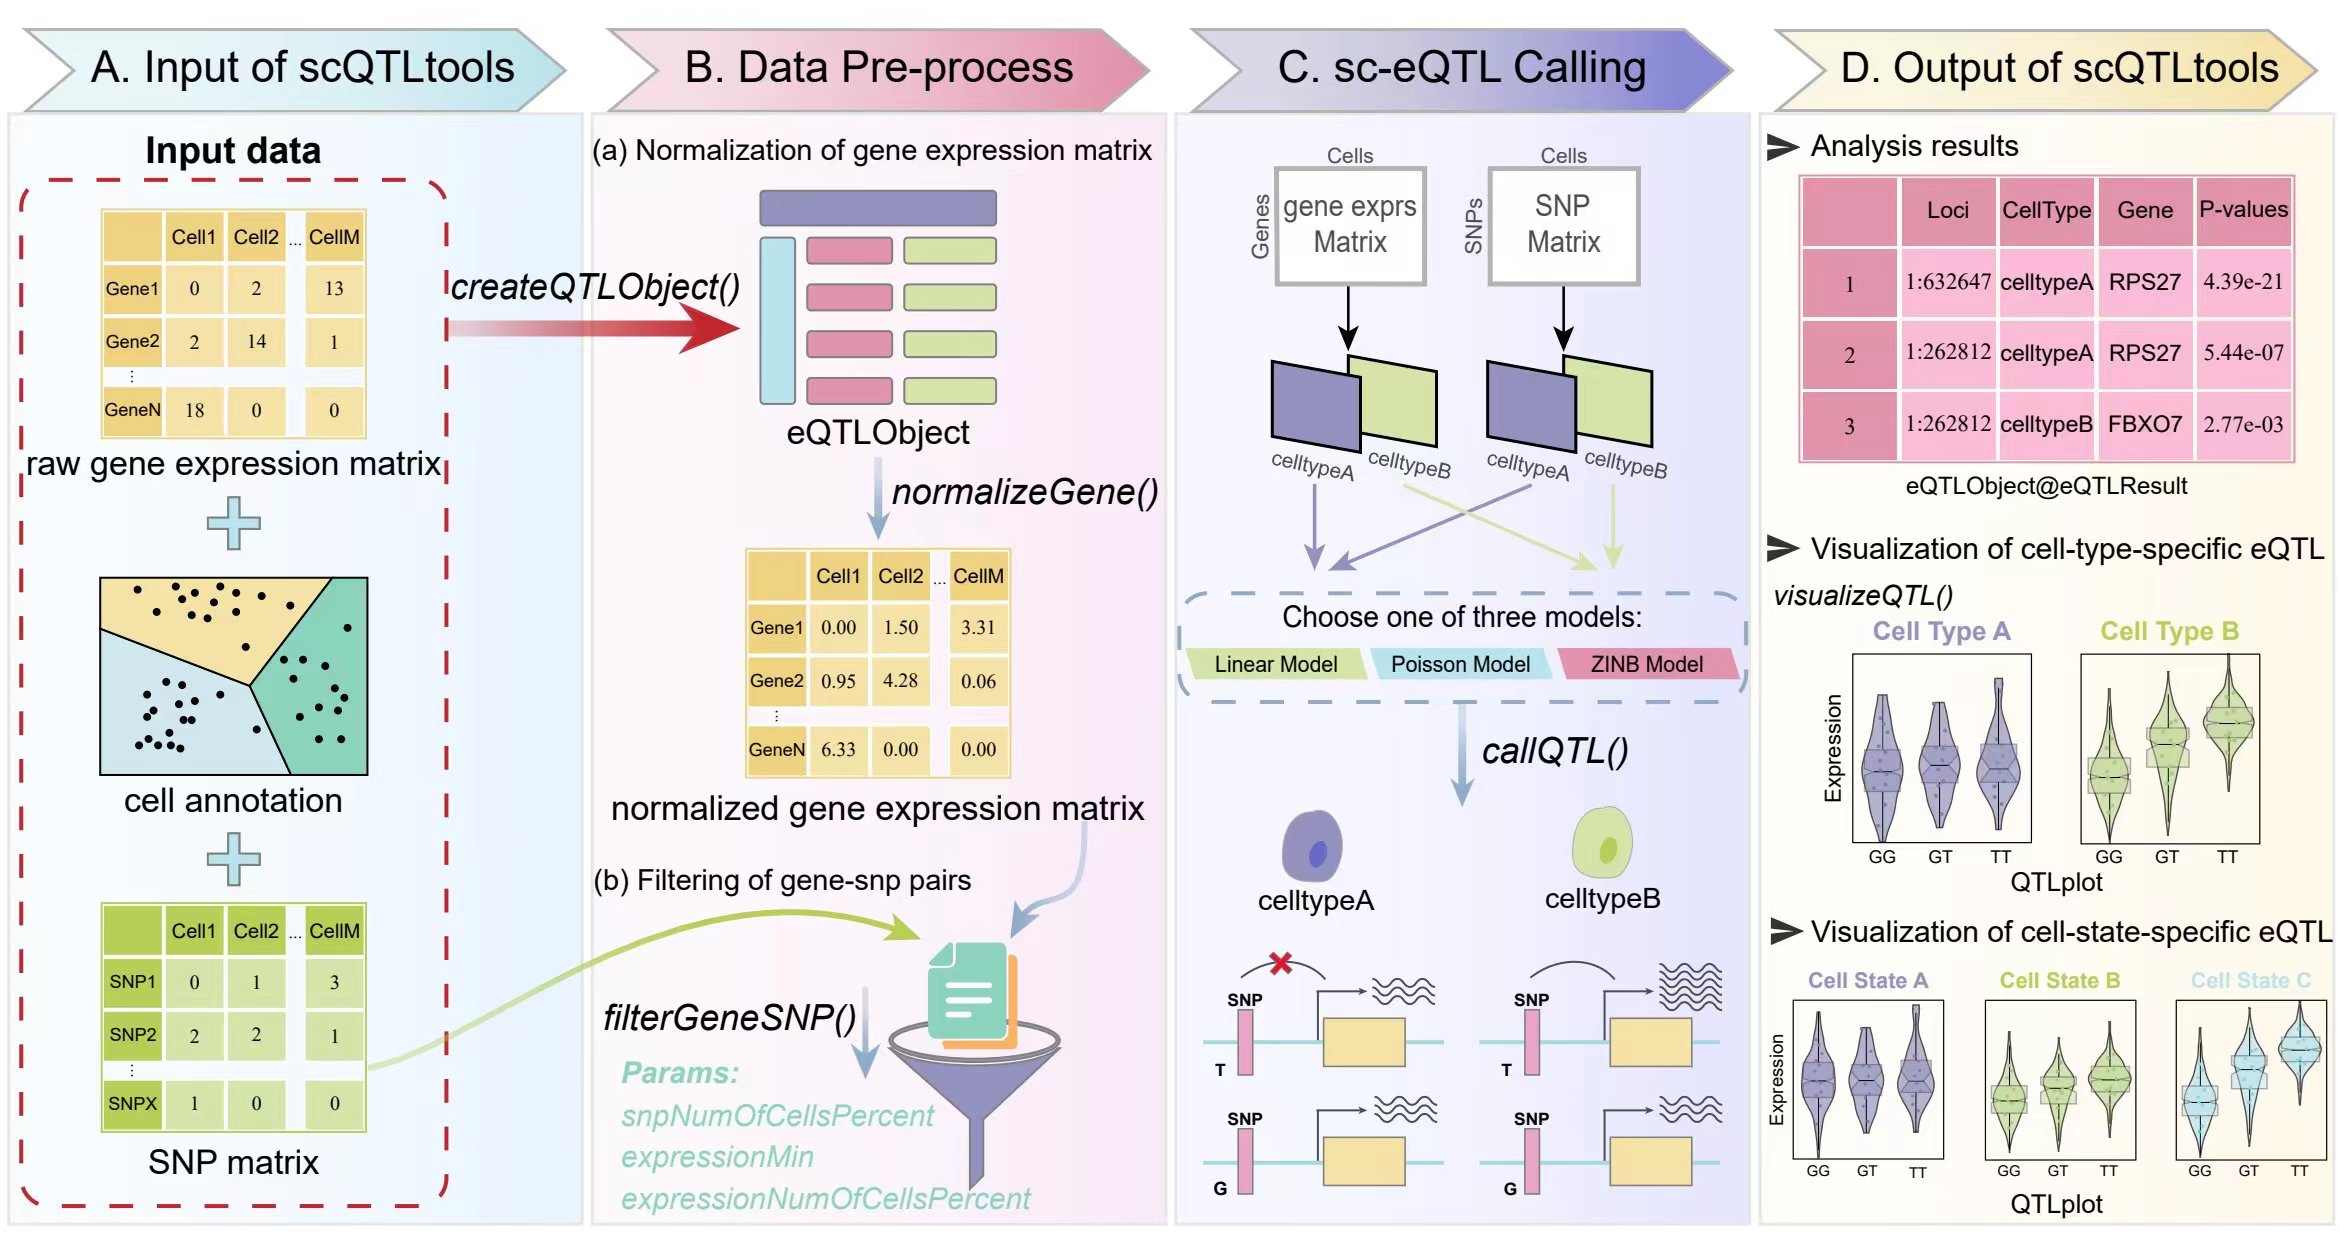 A. Input of scQTLtools
B. Data Pre-process
C. sc-eQTL Calling
D. Output of scQTLtools
Input data
Cell1 Cell2 ... CellM
Gene1 0 2 13
Gene2 2 14 1
...
GeneN 18 0 0
raw gene expression matrix
cell annotation
Cell1 Cell2 ... CellM
SNP1 0 1 3
SNP2 2 2 1
...
SNPX 1 0 0
SNP matrix
createQTLObject()
(a) Normalization of gene expression matrix
eQTLObject
normalizeGene()
Cell1 Cell2 ... CellM
Gene1 0.00 1.50 3.31
Gene2 0.95 4.28 0.06
...
GeneN 6.33 0.00 0.00
normalized gene expression matrix
(b) Filtering of gene-snp pairs
filterGeneSNP()
Params:
snpNumOfCellsPercent
expressionMin
expressionNumOfCellsPercent
Cells Cells
Genes
gene exprs
Matrix
SNPs
SNP
Matrix
celltypeA celltypeB celltypeA celltypeB
Choose one of three models:
Linear Model Poisson Model ZINB Model
callQTL()
celltypeA celltypeB
SNP SNP
T T
SNP SNP
G G
Analysis results
Loci CellType Gene P-values
1 1:632647 celltypeA RPS27 4.39e-21
2 1:262812 celltypeA RPS27 5.44e-07
3 1:262812 celltypeB FBXO7 2.77e-03
eQTLObject@eQTLResult
Visualization of cell-type-specific eQTL
visualizeQTL()
Cell Type A Cell Type B
Expression
GG GT TT GG GT TT
QTLplot
Visualization of cell-state-specific eQTL
Cell State A Cell State B Cell State C
Expression
GG GT TT GG GT TT GG GT TT
QTLplot